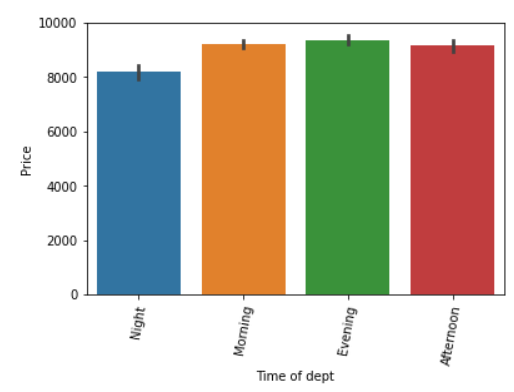 10000
8000
6000
4000
2000
0
Price
Night
Morning
Evening
Afternoon
Time of dept